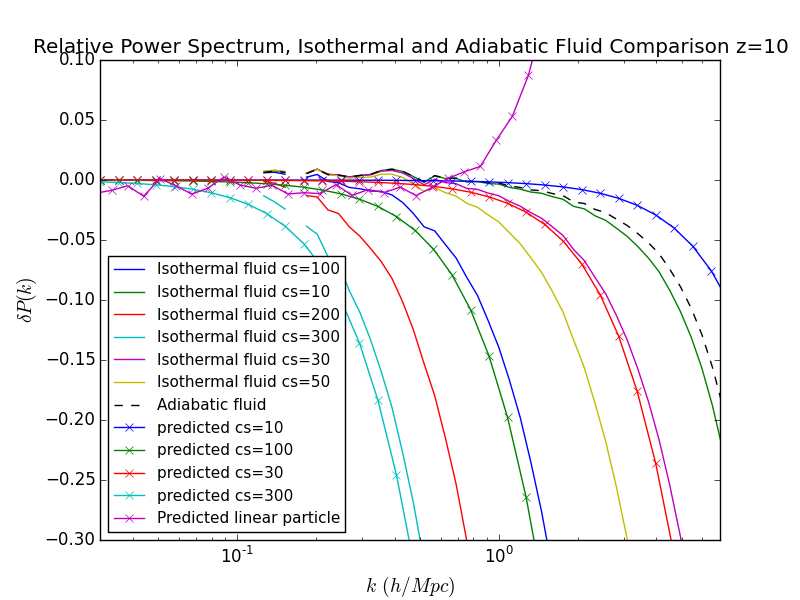 Relative Power Spectrum, Isothermal and Adiabatic Fluid Comparison z=10
0.10
0.05
0.00
−0.05
−0.10
−0.15
−0.20
−0.25
−0.30
δP(k)
Isothermal fluid cs=100
Isothermal fluid cs=10
Isothermal fluid cs=200
Isothermal fluid cs=300
Isothermal fluid cs=30
Isothermal fluid cs=50
Adiabatic fluid
predicted cs=10
predicted cs=100
predicted cs=30
predicted cs=300
Predicted linear particle
10⁻¹ 10⁰
k (h/Mpc)